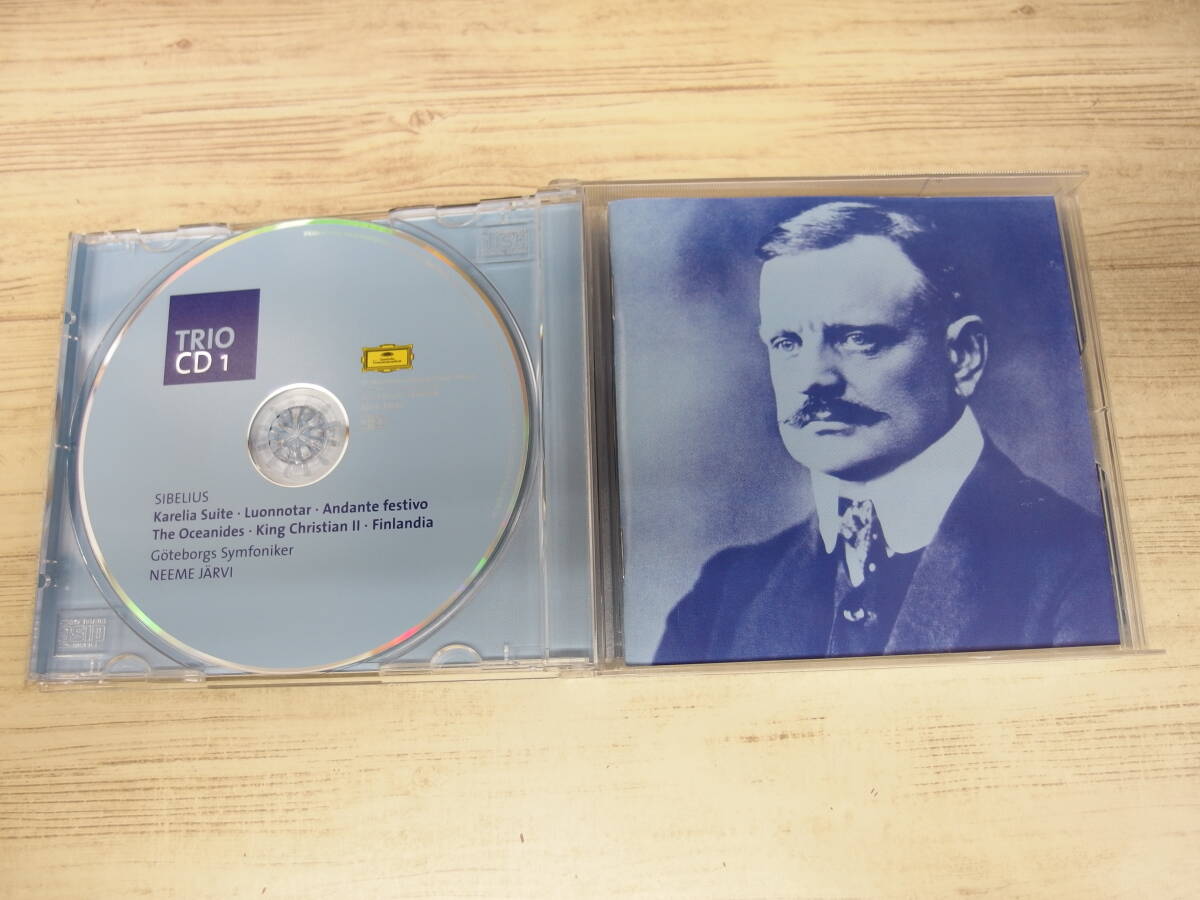 TRIO
CD 1
SIBELIUS
Karelia Suite · Luonnotar · Andante festivo
The Oceanides · King Christian II · Finlandia
Göteborgs Symfoniker
NEEME JÄRVI